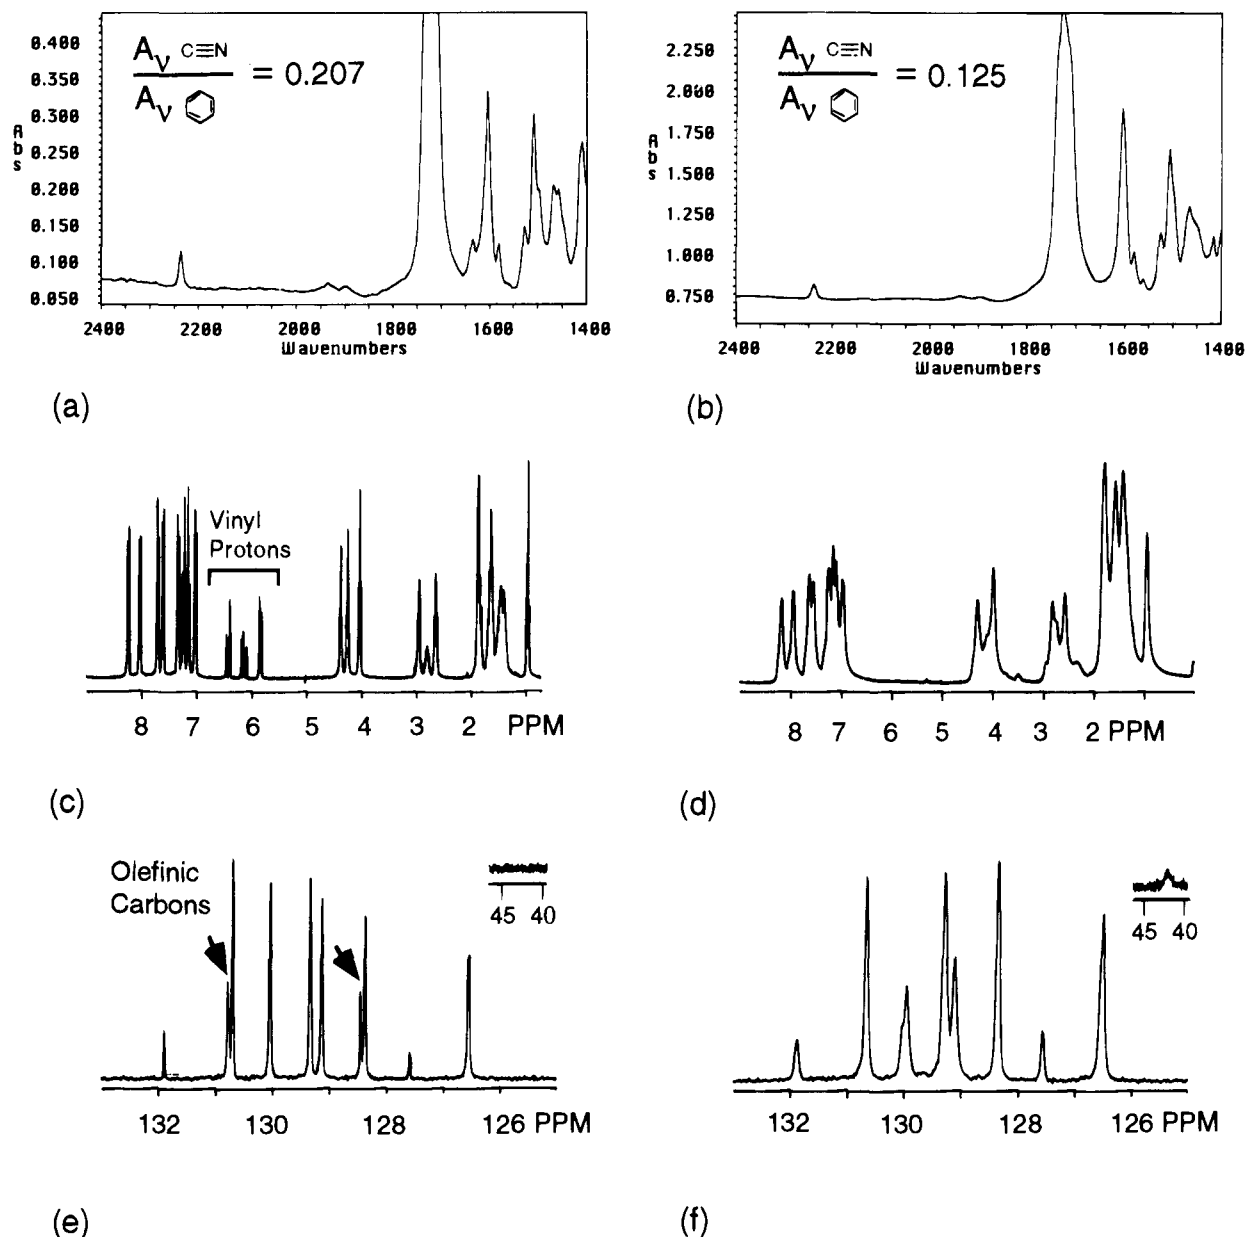 0.400
0.350
0.300
0.250
0.200
0.150
0.100
0.050
Abs
Aν C≡N
Aν
= 0.207
2400 2200 2000 1800 1600 1400
Wavenumbers
(a)
2.250
2.000
1.750
1.500
1.250
1.000
0.750
Abs
Aν C≡N
Aν
= 0.125
2400 2200 2000 1800 1600 1400
Wavenumbers
(b)
Vinyl
Protons
8 7 6 5 4 3 2 PPM
(c)
8 7 6 5 4 3 2 PPM
(d)
Olefinic
Carbons
45 40
132 130 128 126 PPM
(e)
45 40
132 130 128 126 PPM
(f)